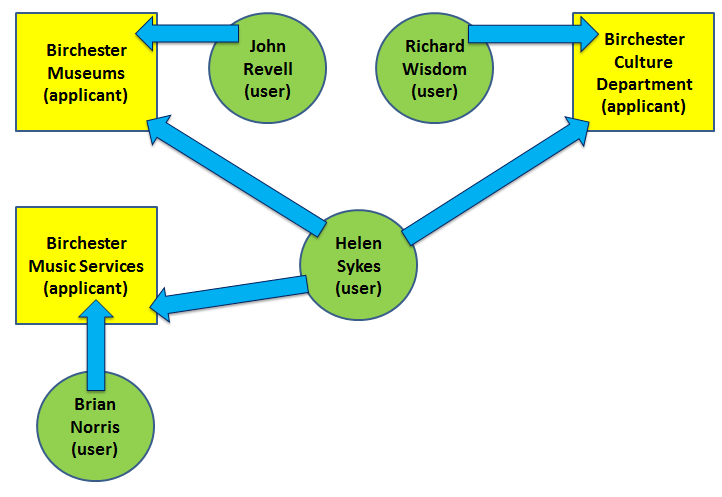 Birchester
Museums
(applicant)
John
Revell
(user)
Richard
Wisdom
(user)
Birchester
Culture
Department
(applicant)
Birchester
Music Services
(applicant)
Helen
Sykes
(user)
Brian
Norris
(user)